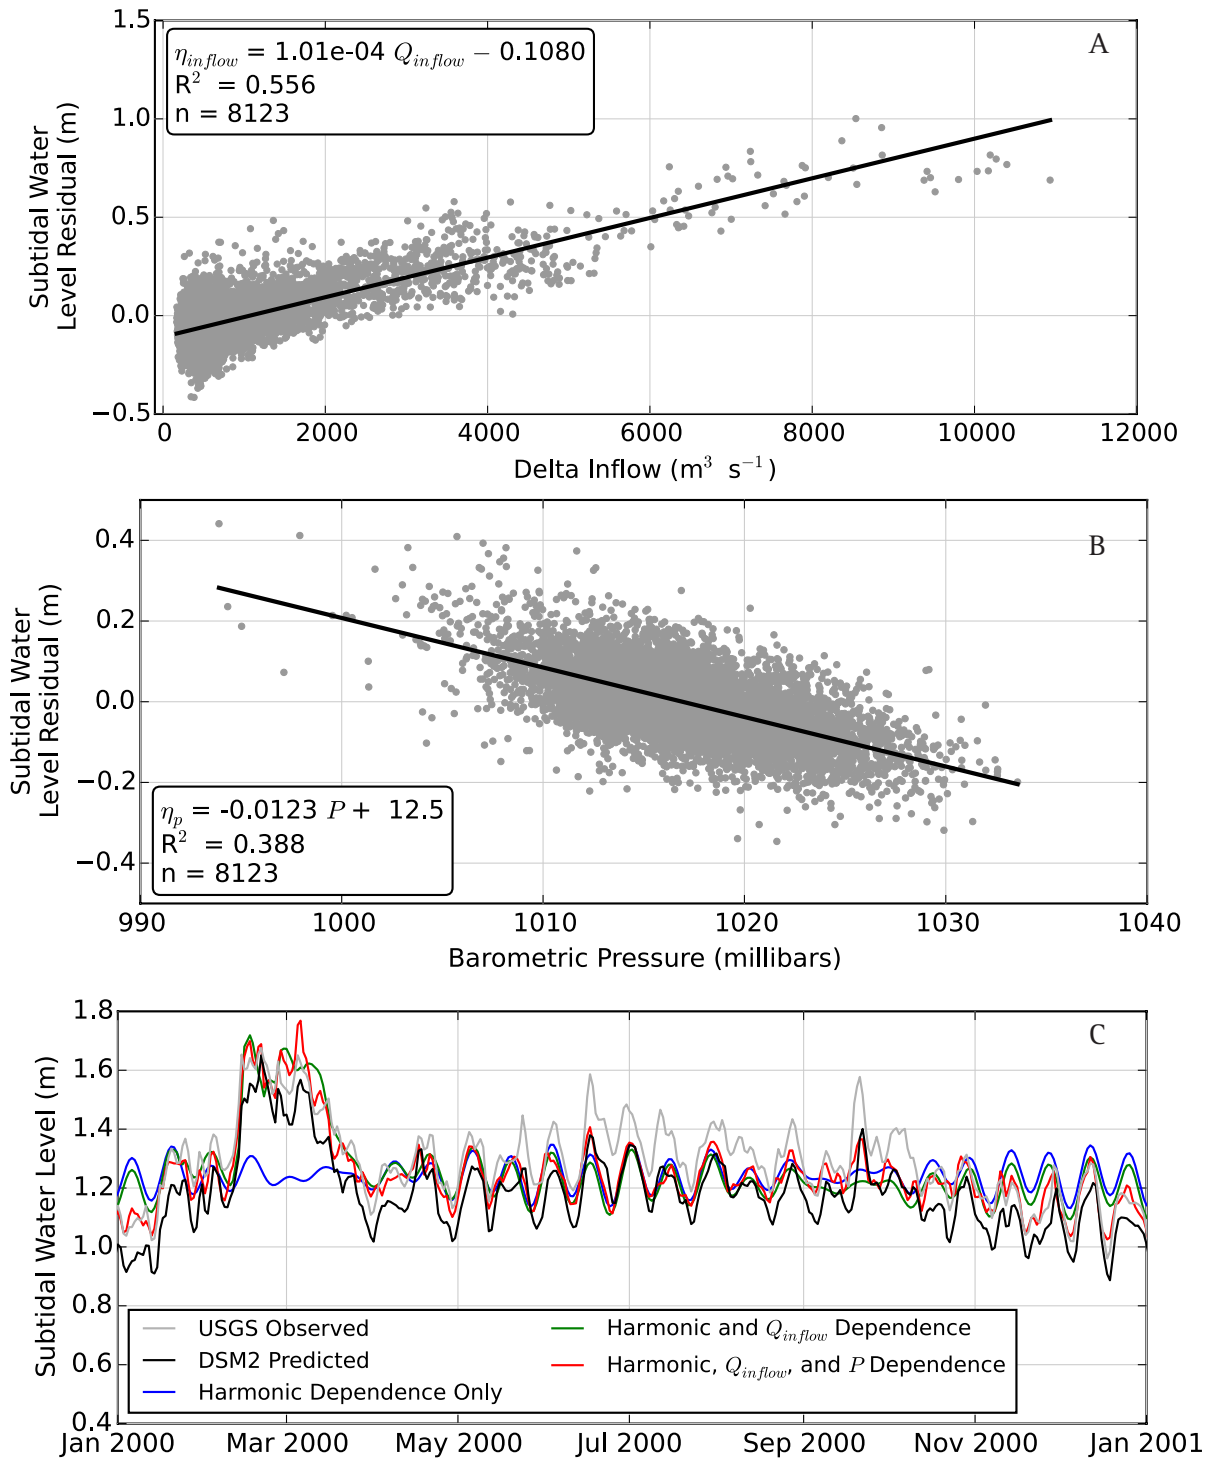 A
η_inflow = 1.01e-04 Q_inflow − 0.1080
R² = 0.556
n = 8123
1.5
1.0
0.5
0.0
−0.5
Subtidal Water
Level Residual (m)
0 2000 4000 6000 8000 10000 12000
Delta Inflow (m³ s⁻¹)
B
0.4
0.2
0.0
−0.2
−0.4
Subtidal Water
Level Residual (m)
η_p = -0.0123 P + 12.5
R² = 0.388
n = 8123
990 1000 1010 1020 1030 1040
Barometric Pressure (millibars)
C
1.8
1.6
1.4
1.2
1.0
0.8
0.6
0.4
Subtidal Water Level (m)
USGS Observed
DSM2 Predicted
Harmonic Dependence Only
Harmonic and Q_inflow Dependence
Harmonic, Q_inflow, and P Dependence
Jan 2000 Mar 2000 May 2000 Jul 2000 Sep 2000 Nov 2000 Jan 2001